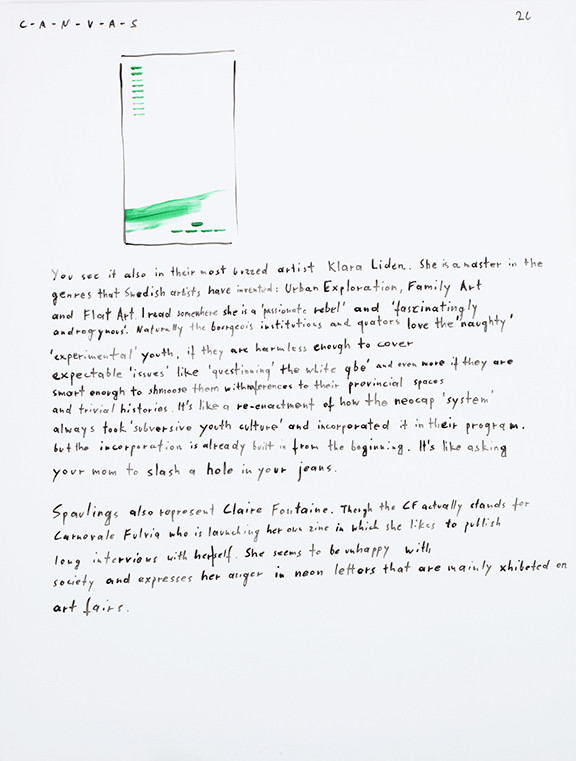 C-A-N-V-A-S
2C
You see it also in their most buzzed artist Klara Liden. She is a master in the
genres that Swedish artists have invented: Urban Exploration, Family Art
and Flat Art. I read somewhere she is a 'passionate rebel' and 'fascinatingly
androgynous'. Naturally the borgeois institutions and quators love the 'naughty'
'experimental' youth, if they are harmless enough to cover
expectable 'issues' like 'questioning' the white qbe' and even more if they are
smart enough to shmoose them with references to their provincial spaces
and trivial histories. It's like a re-enactment of how the neocap 'system'
always took 'subversive youth culture' and incorporated it in their program.
but the incorporation is already built in from the beginning. It's like asking
your mom to slash a hole in your jeans.
Spaulings also represent Claire Fontaine. Though the CF actually stands for
Carnovale Fulvia who is launching her own zine in which she likes to publish
long interviews with herself. She seems to be unhappy with
society and expresses her anger in neon letters that are mainly xhibeted on
art fairs.